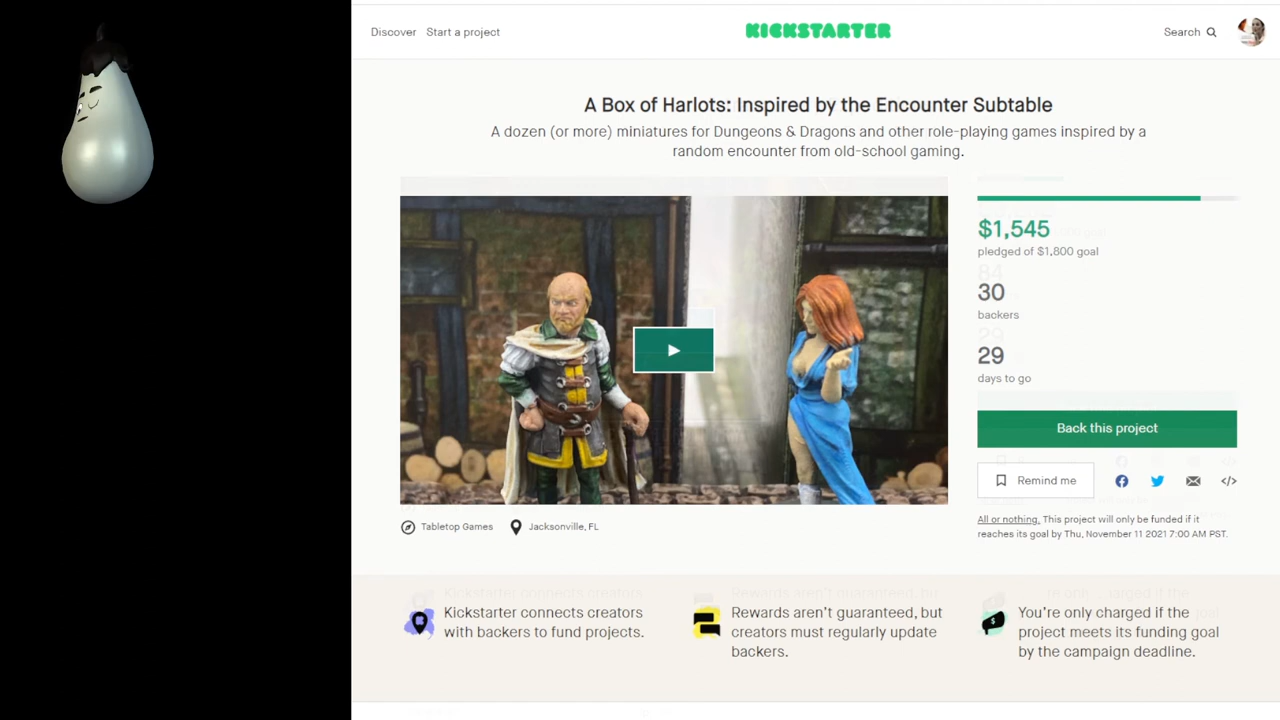 Discover Start a project
KICKSTARTER
Search
A Box of Harlots: Inspired by the Encounter Subtable
A dozen (or more) miniatures for Dungeons & Dragons and other role-playing games inspired by a
random encounter from old-school gaming.
$1,545
pledged of $1,800 goal
84
30
backers
29
29
days to go
Back this project
Remind me
All or nothing. This project will only be funded if it
reaches its goal by Thu, November 11 2021 7:00 AM PST.
Tabletop Games Jacksonville, FL
Kickstarter connects creators
with backers to fund projects.
Rewards aren't guaranteed, but
creators must regularly update
backers.
You're only charged if the
project meets its funding goal
by the campaign deadline.